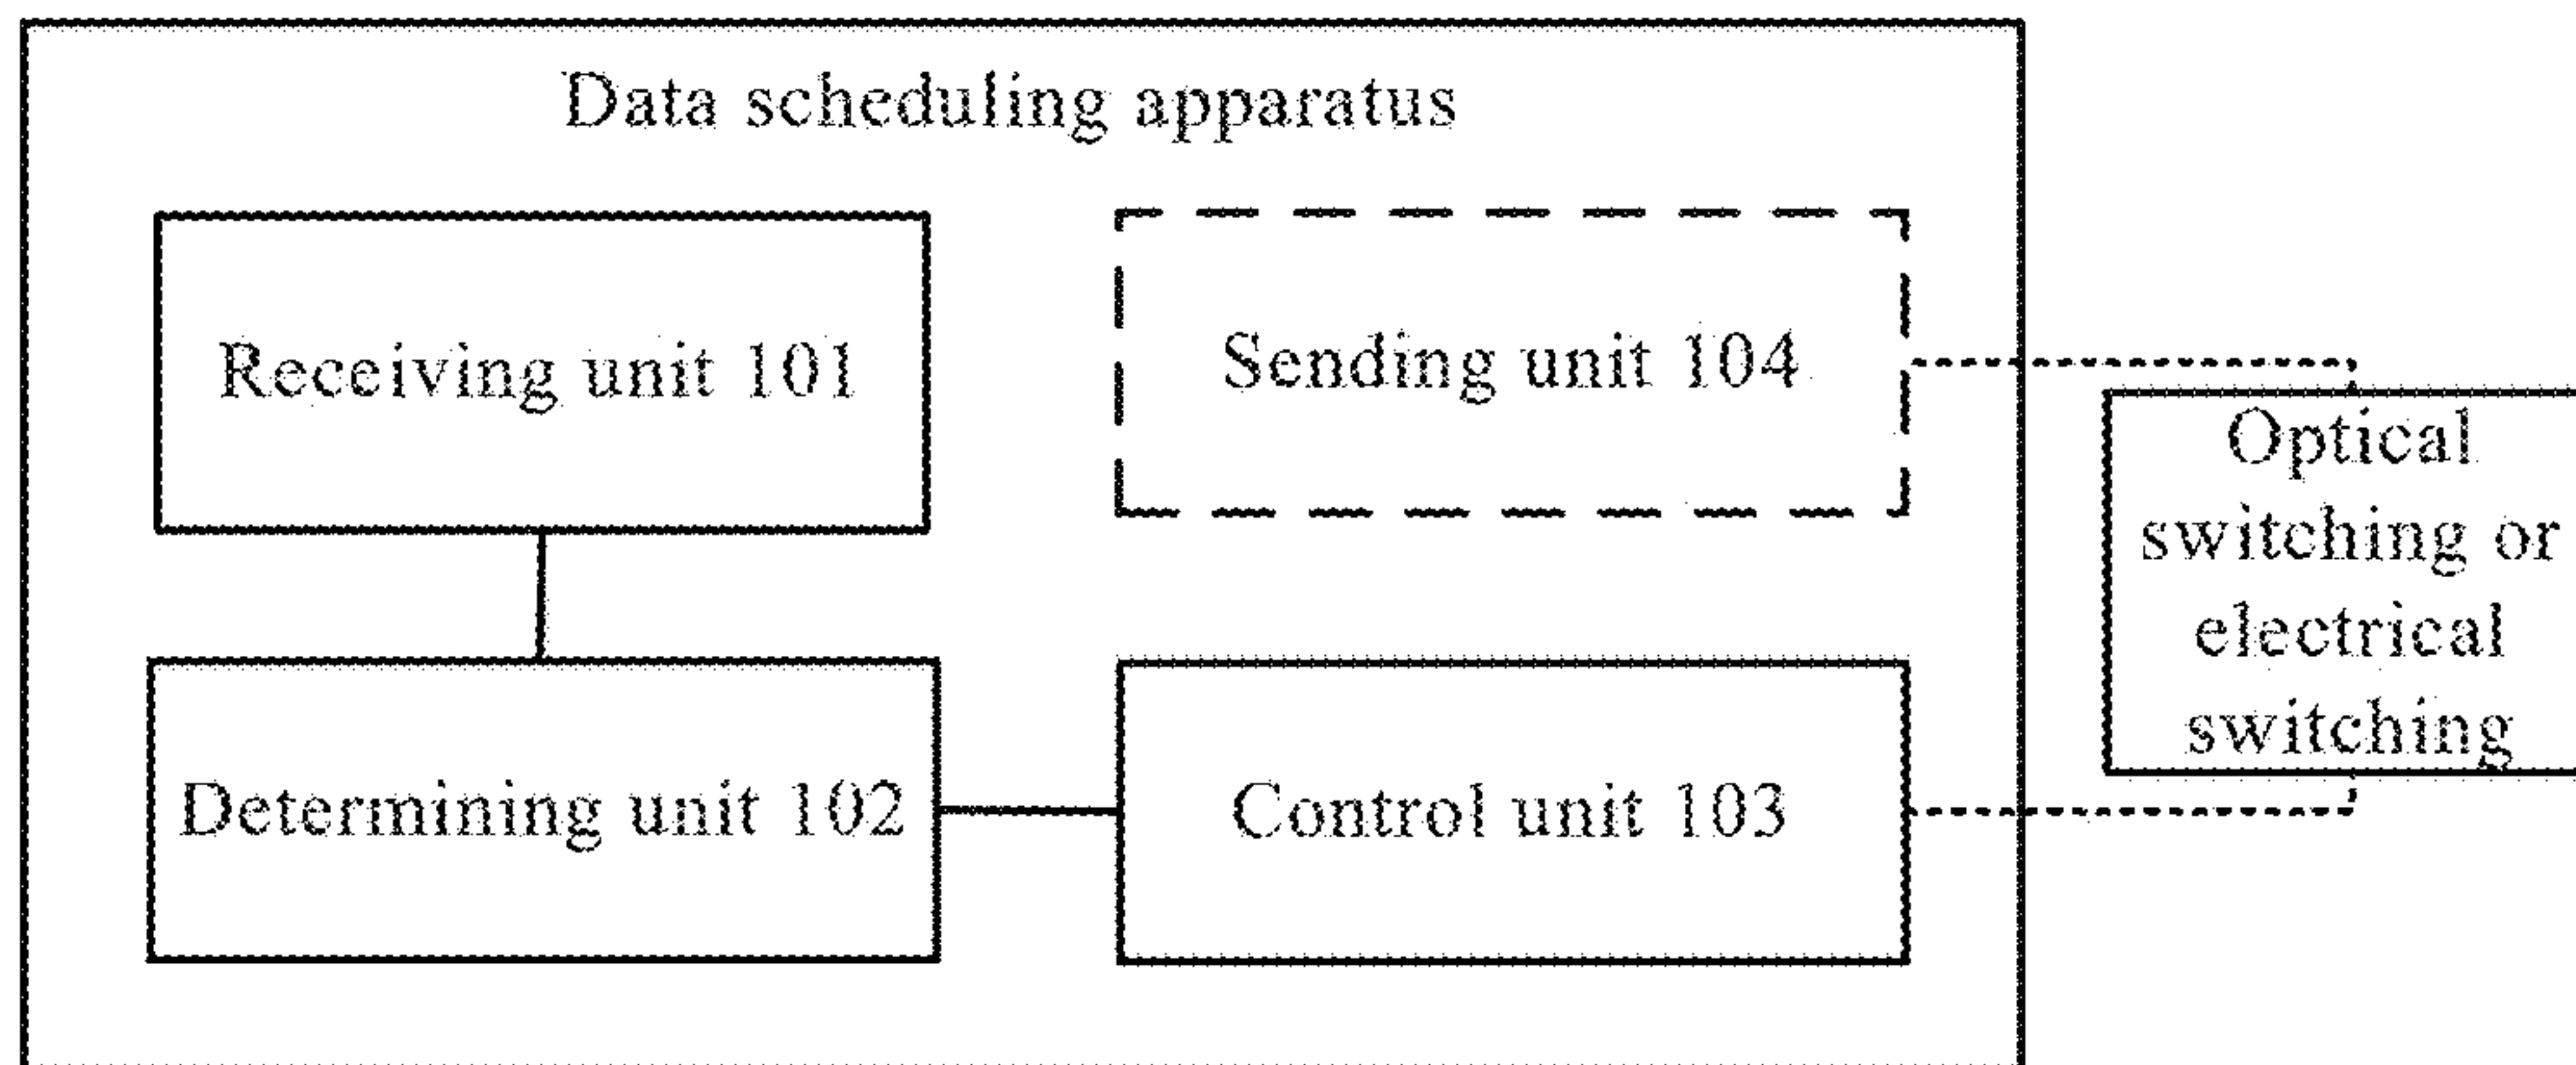 Data scheduling apparatus
Receiving unit 101
Sending unit 104
Optical
switching or
electrical
switching
Determining unit 102
Control unit 103